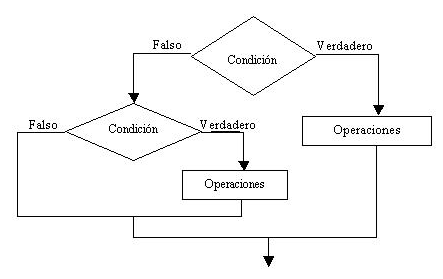 Falso
Verdadero
Condición
Falso
Condición
Verdadero
Operaciones
Operaciones